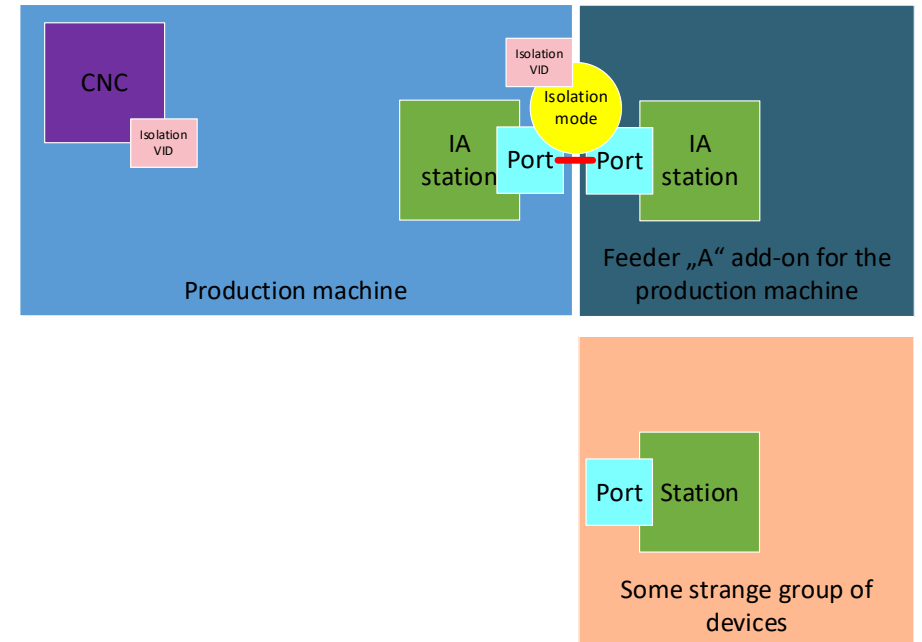 CNC
Isolation
VID
Isolation
VID
Isolation
mode
IA
station
Port
Port
IA
station
Production machine
Feeder „A“ add-on for the
production machine
Port
Station
Some strange group of
devices